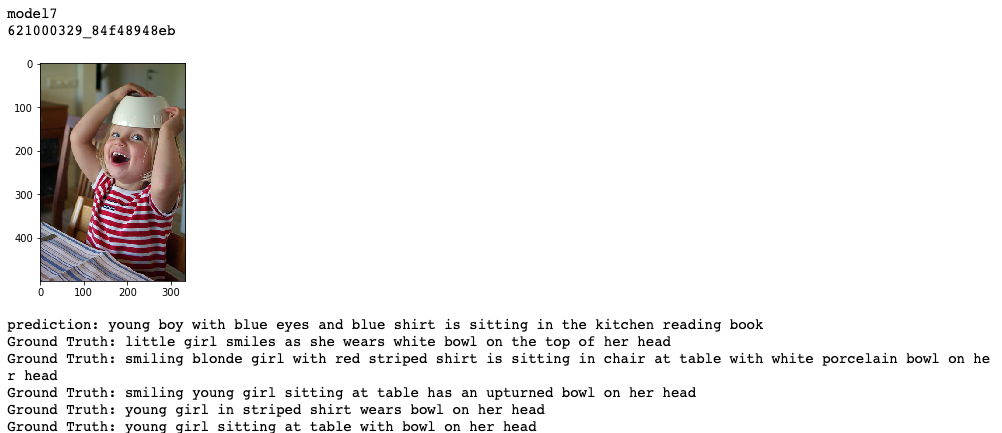 model7
621000329_84f48948eb
0
100
200
300
400
0 100 200 300
prediction: young boy with blue eyes and blue shirt is sitting in the kitchen reading book
Ground Truth: little girl smiles as she wears white bowl on the top of her head
Ground Truth: smiling blonde girl with red striped shirt is sitting in chair at table with white porcelain bowl on he
r head
Ground Truth: smiling young girl sitting at table has an upturned bowl on her head
Ground Truth: young girl in striped shirt wears bowl on her head
Ground Truth: young girl sitting at table with bowl on her head